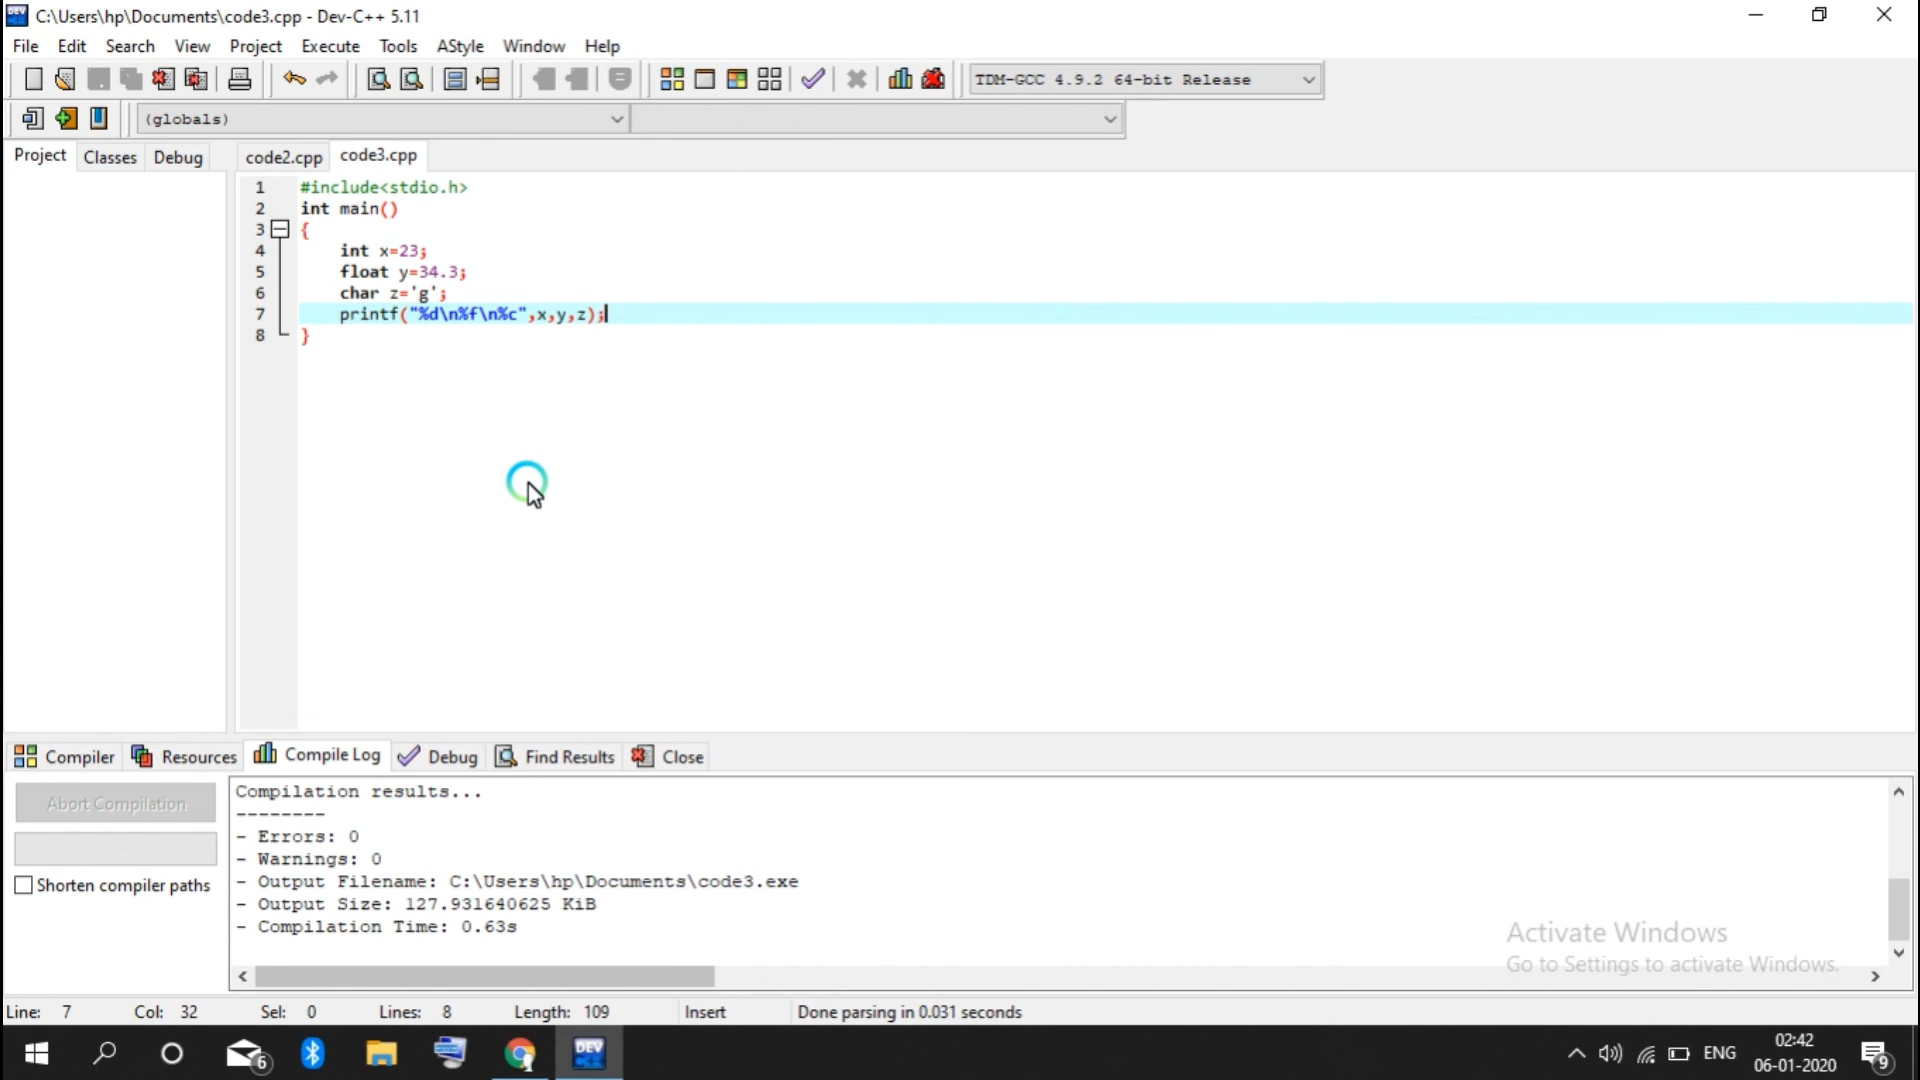 C:\Users\hp\Documents\code3.cpp - Dev-C++ 5.11
File Edit Search View Project Execute Tools AStyle Window Help
TDM-GCC 4.9.2 64-bit Release
(globals)
Project Classes Debug code2.cpp code3.cpp
1 #include<stdio.h>
2 int main()
3 {
4 int x=23;
5 float y=34.3;
6 char z='g';
7 printf("%d\n%f\n%c",x,y,z);
8 }
Compiler Resources Compile Log Debug Find Results Close
Abort Compilation
Shorten compiler paths
Compilation results...
--------
- Errors: 0
- Warnings: 0
- Output Filename: C:\Users\hp\Documents\code3.exe
- Output Size: 127.931640625 KiB
- Compilation Time: 0.63s
Activate Windows
Go to Settings to activate Windows.
Line: 7 Col: 32 Sel: 0 Lines: 8 Length: 109 Insert Done parsing in 0.031 seconds
6 DEV ENG 02:42 9
06-01-2020